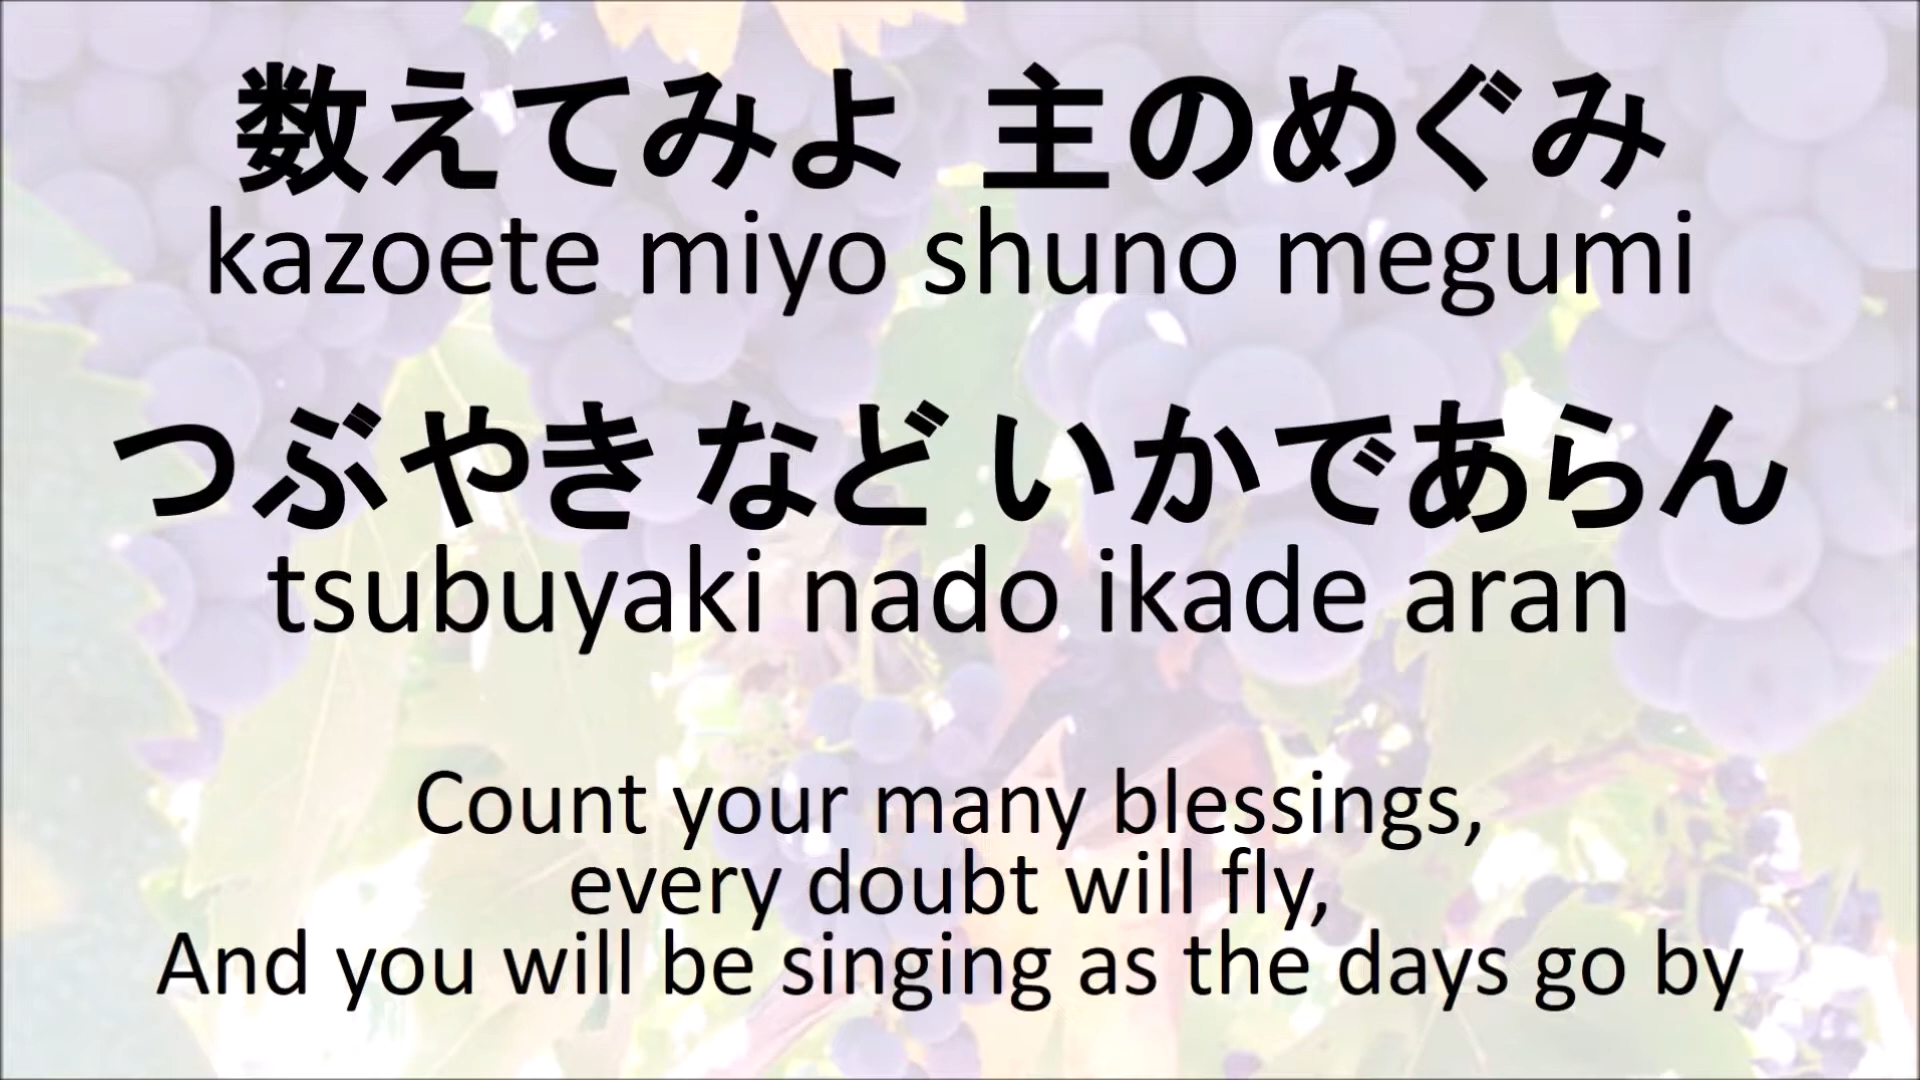 数えてみよ 主のめぐみ
kazoete miyo shuno megumi
つぶやき など いかであらん
tsubuyaki nado ikade aran
Count your many blessings,
every doubt will fly,
And you will be singing as the days go by